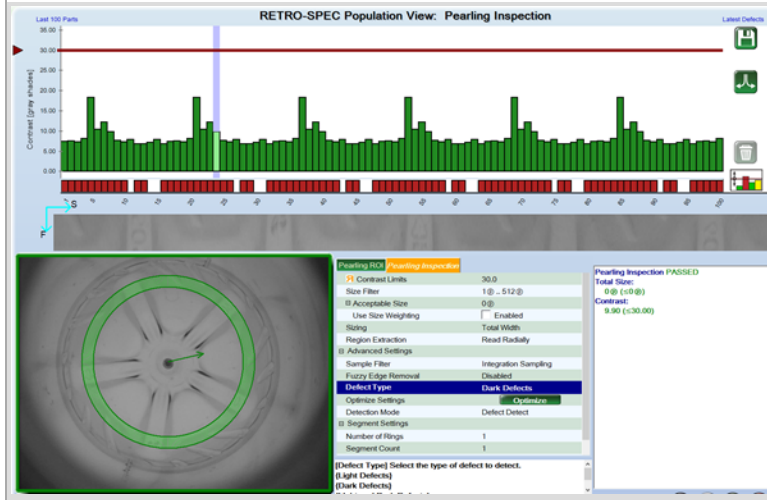 Last 100 Parts
RETRO-SPEC Population View: Pearling Inspection
Latest Defects
Contrast [gray shades]
35.00
30.00
25.00
20.00
15.00
10.00
5.00
0.00
1 5 10 15 20 25 30 35 40 45 50 55 60 65 70 75 80 85 90 95 100
S
F
Pearling ROI Pearling Inspection
Contrast Limits 30.0
Size Filter 1 .. 512
Acceptable Size 0
Use Size Weighting Enabled
Sizing Total Width
Region Extraction Read Radially
Advanced Settings
Sample Filter Integration Sampling
Fuzzy Edge Removal Disabled
Defect Type Dark Defects
Optimize Settings Optimize
Detection Mode Defect Detect
Segment Settings
Number of Rings 1
Segment Count 1
[Defect Type] Select the type of defect to detect.
(Light Defects)
(Dark Defects)
Pearling Inspection PASSED
Total Size:
0 (≤0)
Contrast:
9.90 (≤30.00)